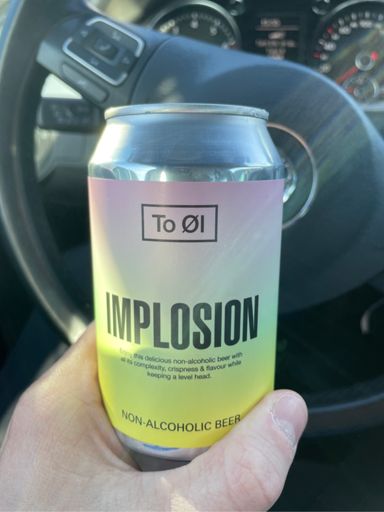 To Øl
IMPLOSION
this delicious non-alcoholic beer with
all its complexity, crispness & flavour while
keeping a level head.
NON-ALCOHOLIC BEER